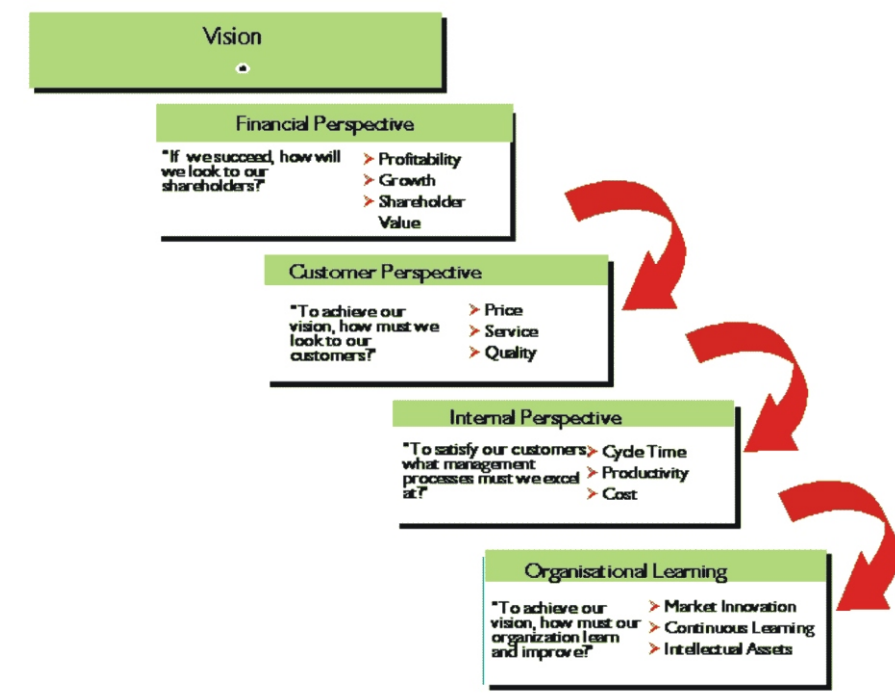 Vision
Financial Perspective
"If we succeed, how will
we look to our
shareholders?"
Profitability
Growth
Shareholder
Value
Customer Perspective
"To achieve our
vision, how must we
look to our
customers?"
Price
Service
Quality
Internal Perspective
"To satisfy our customers,
what management
processes must we excel
at?"
Cycle Time
Productivity
Cost
Organisational Learning
"To achieve our
vision, how must our
organization learn
and improve?"
Market Innovation
Continuous Learning
Intellectual Assets